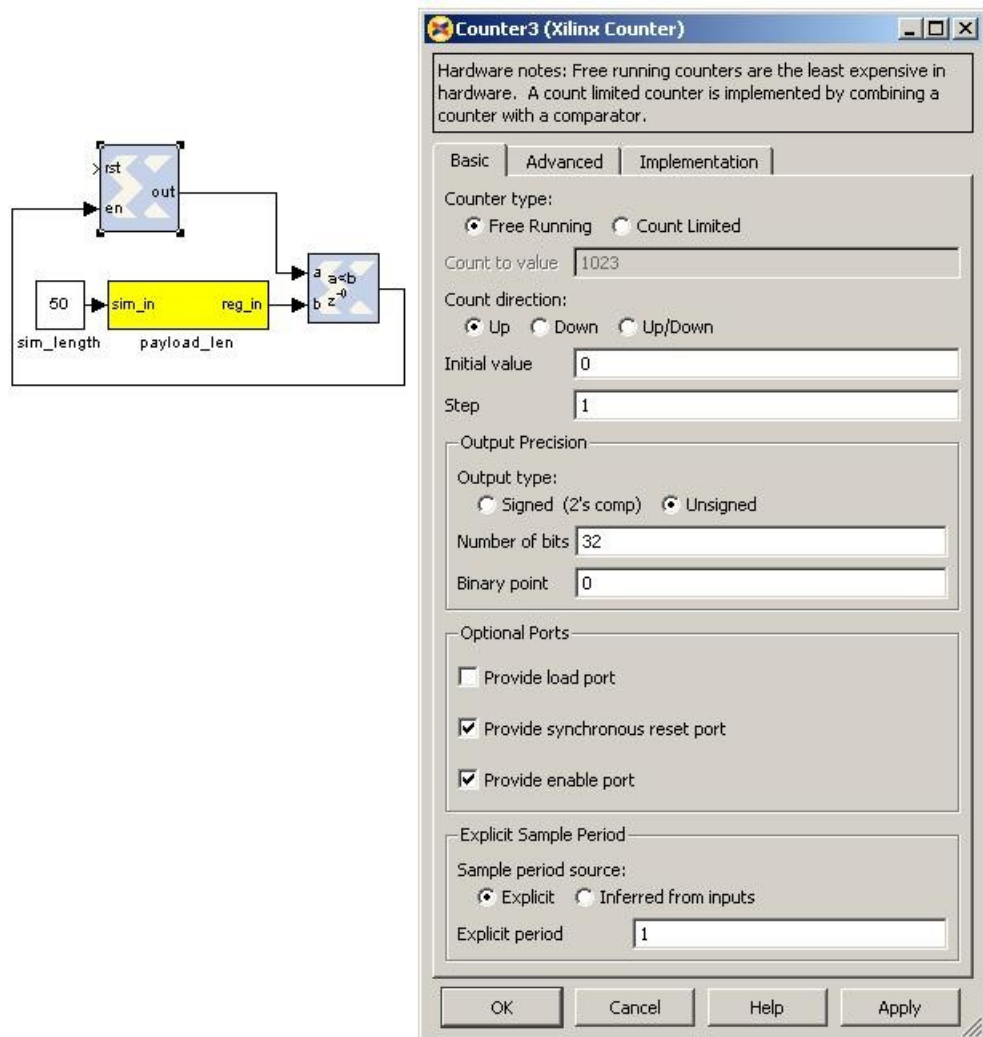 rst
out
en
a
a<b
b
z⁻⁰
50
sim_in
reg_in
sim_length
payload_len
Counter3 (Xilinx Counter)
Hardware notes: Free running counters are the least expensive in
hardware. A count limited counter is implemented by combining a
counter with a comparator.
Basic
Advanced
Implementation
Counter type:
Free Running
Count Limited
Count to value
1023
Count direction:
Up
Down
Up/Down
Initial value
0
Step
1
Output Precision
Output type:
Signed (2's comp)
Unsigned
Number of bits
32
Binary point
0
Optional Ports
Provide load port
Provide synchronous reset port
Provide enable port
Explicit Sample Period
Sample period source:
Explicit
Inferred from inputs
Explicit period
1
OK
Cancel
Help
Apply